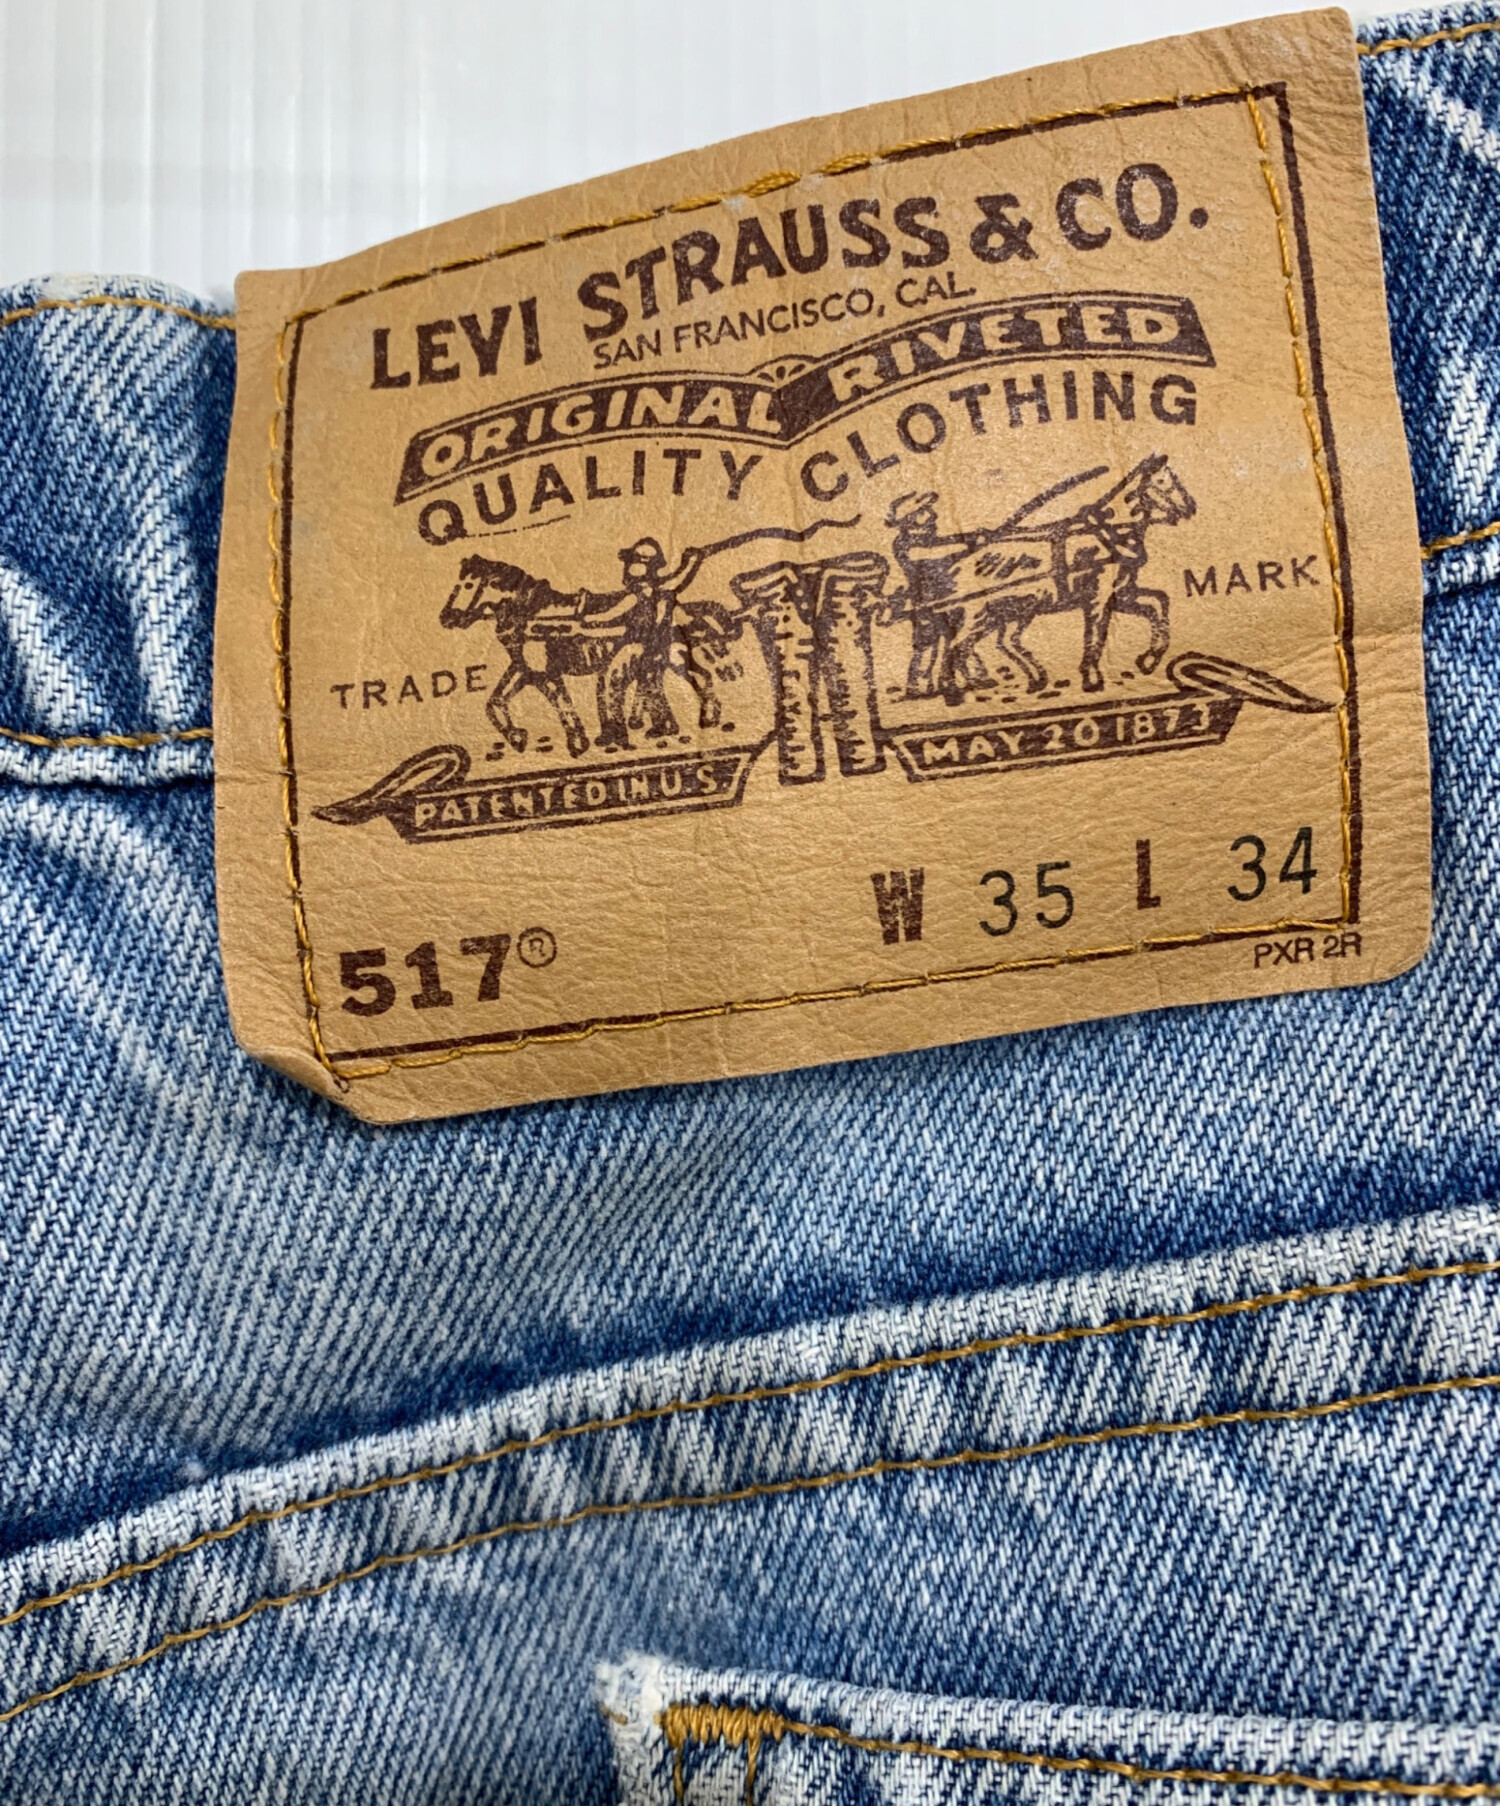 LEVI STRAUSS & CO.
SAN FRANCISCO, CAL.
ORIGINAL RIVETED
QUALITY CLOTHING
TRADE MARK
PATENTED IN U.S. MAY 20 1873
W 35 L 34
517®
PXR 2R